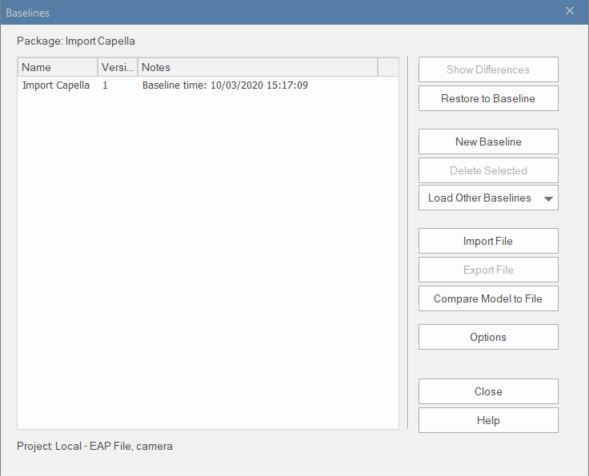 Baselines
Package: Import Capella
Name Versi... Notes
Import Capella 1 Baseline time: 10/03/2020 15:17:09
Show Differences
Restore to Baseline
New Baseline
Delete Selected
Load Other Baselines
Import File
Export File
Compare Model to File
Options
Close
Help
Project: Local - EAP File, camera